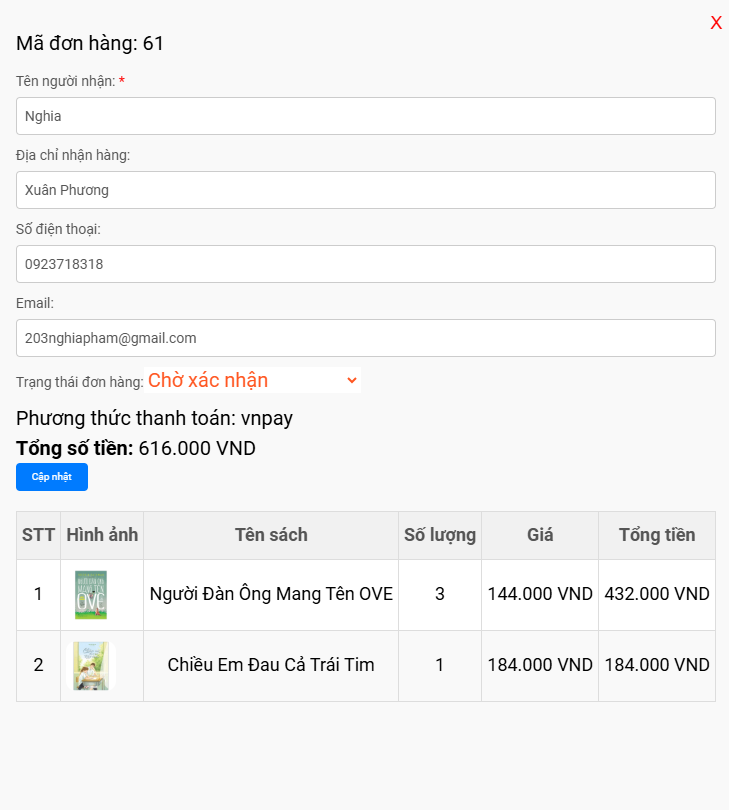 X
Mã đơn hàng: 61
Tên người nhận: *
Nghia
Địa chỉ nhận hàng:
Xuân Phương
Số điện thoại:
0923718318
Email:
203nghiapham@gmail.com
Trạng thái đơn hàng: Chờ xác nhận
Phương thức thanh toán: vnpay
Tổng số tiền: 616.000 VND
Cập nhật
STT Hình ảnh Tên sách Số lượng Giá Tổng tiền
MANG TÊN
OVE
1 Người Đàn Ông Mang Tên OVE 3 144.000 VND 432.000 VND
2 Chiều Em Đau Cả Trái Tim 1 184.000 VND 184.000 VND